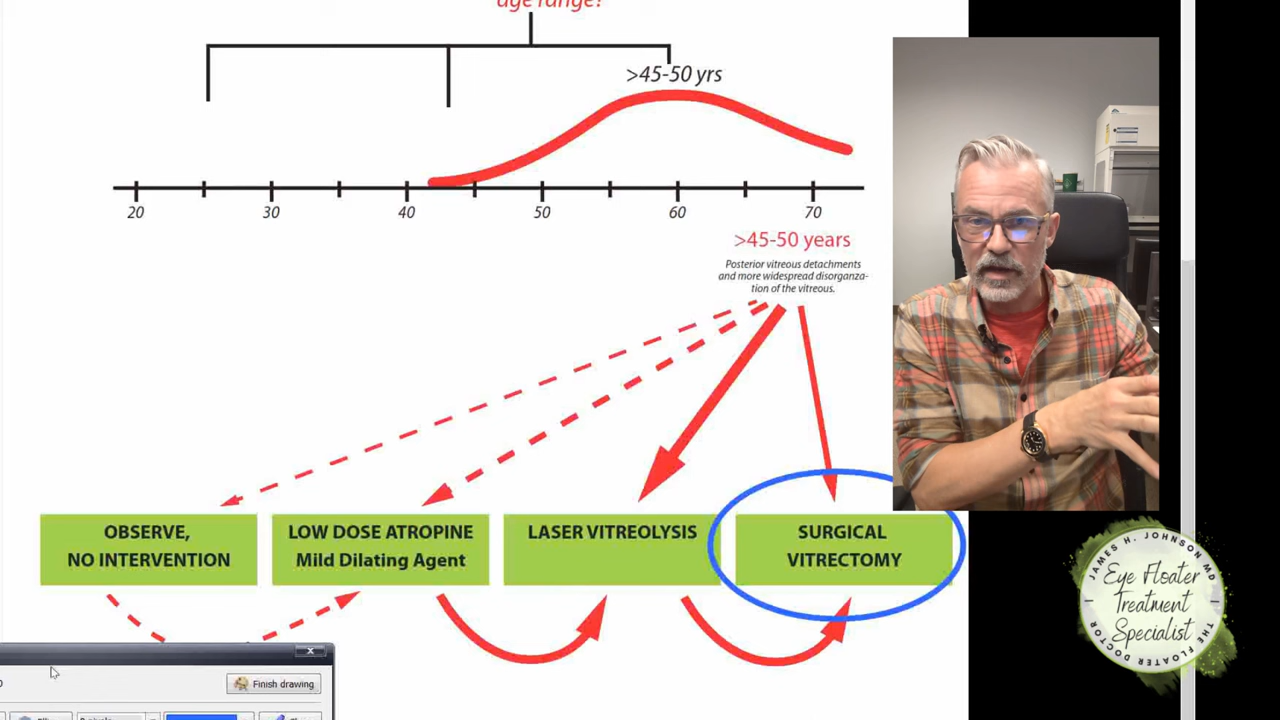 age range?
>45-50 yrs
20 30 40 50 60 70
>45-50 years
Posterior vitreous detachments
and more widespread disorganza-
tion of the vitreous.
OBSERVE,
NO INTERVENTION
LOW DOSE ATROPINE
Mild Dilating Agent
LASER VITREOLYSIS
SURGICAL
VITRECTOMY
JAMES H. JOHNSON MD
Eye Floater
Treatment
Specialist
THE FLOATER DOCTOR
x
Finish drawing